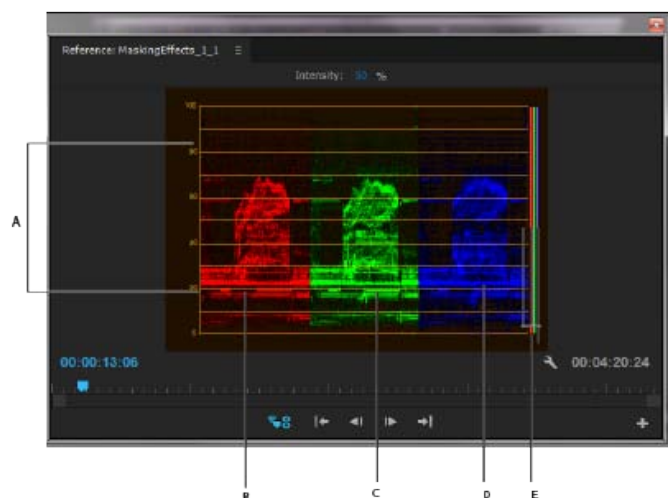 Reference: MaskingEffects_1_1
Intensity: 50 %
100
80
A
60
40
20
0
00:00:13:06
00:04:20:24
B
C
D
E